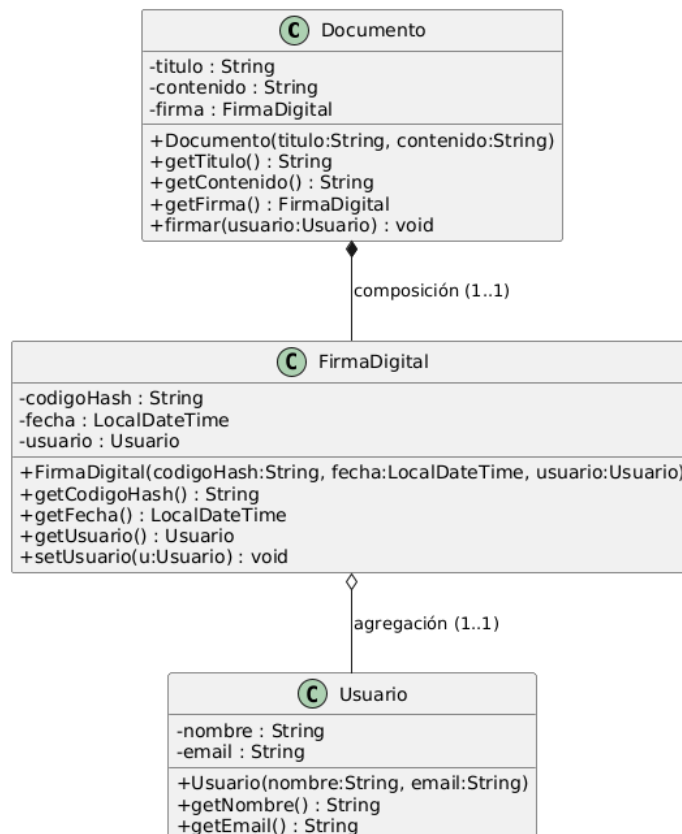 C Documento
-titulo : String
-contenido : String
-firma : FirmaDigital
+Documento(titulo:String, contenido:String)
+getTitulo() : String
+getContenido() : String
+getFirma() : FirmaDigital
+firmar(usuario:Usuario) : void
composición (1..1)
C FirmaDigital
-codigoHash : String
-fecha : LocalDateTime
-usuario : Usuario
+FirmaDigital(codigoHash:String, fecha:LocalDateTime, usuario:Usuario)
+getCodigoHash() : String
+getFecha() : LocalDateTime
+getUsuario() : Usuario
+setUsuario(u:Usuario) : void
agregación (1..1)
C Usuario
-nombre : String
-email : String
+Usuario(nombre:String, email:String)
+getNombre() : String
+getEmail() : String